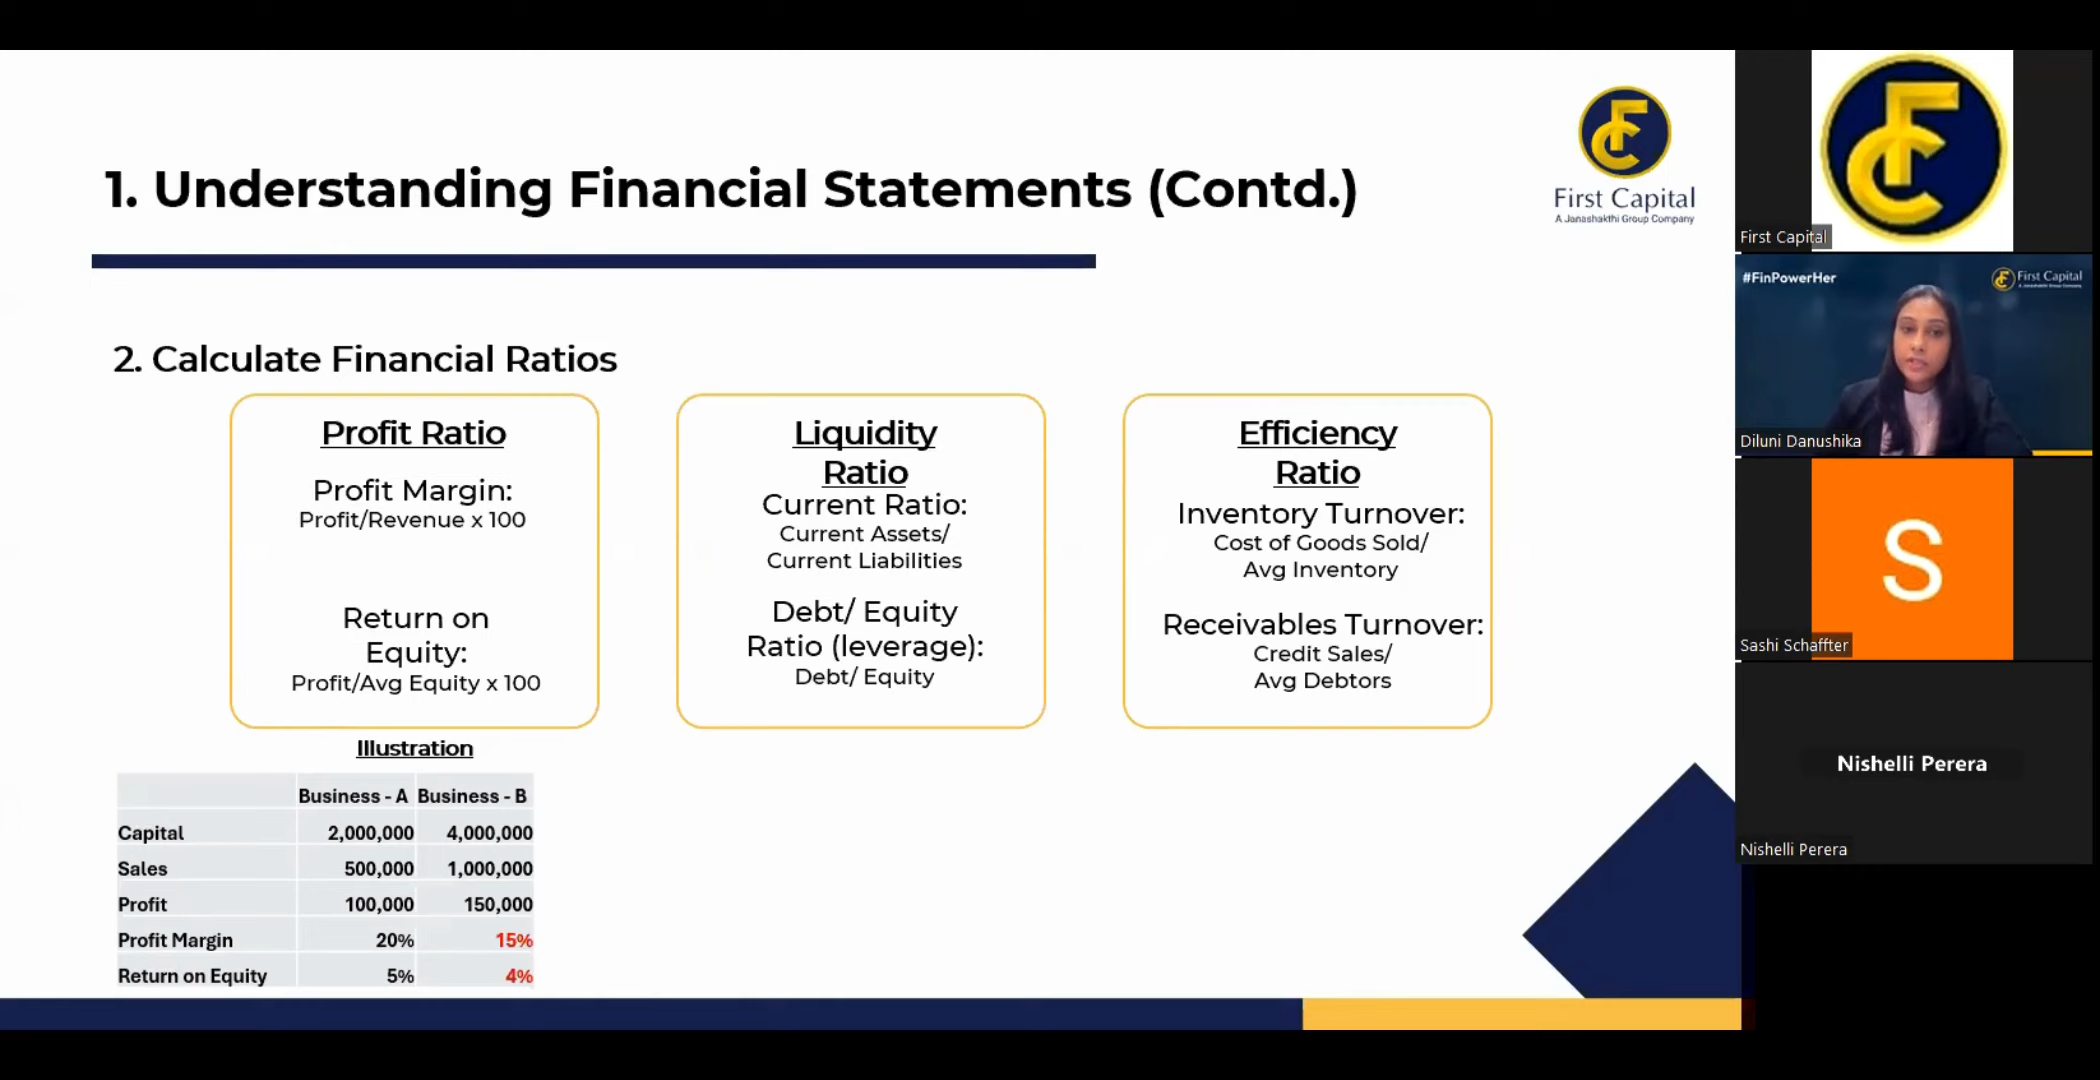 1. Understanding Financial Statements (Contd.)
First Capital
A Janashakthi Group Company
2. Calculate Financial Ratios
Profit Ratio
Profit Margin:
Profit/Revenue x 100
Return on
Equity:
Profit/Avg Equity x 100
Liquidity
Ratio
Current Ratio:
Current Assets/
Current Liabilities
Debt/ Equity
Ratio (leverage):
Debt/ Equity
Efficiency
Ratio
Inventory Turnover:
Cost of Goods Sold/
Avg Inventory
Receivables Turnover:
Credit Sales/
Avg Debtors
Illustration
Business - A Business - B
Capital 2,000,000 4,000,000
Sales 500,000 1,000,000
Profit 100,000 150,000
Profit Margin 20% 15%
Return on Equity 5% 4%
FC
First Capital
#FinPowerHer
First Capital
A Janashakthi Group Company
Diluni Danushika
S
Sashi Schaffter
Nishelli Perera
Nishelli Perera